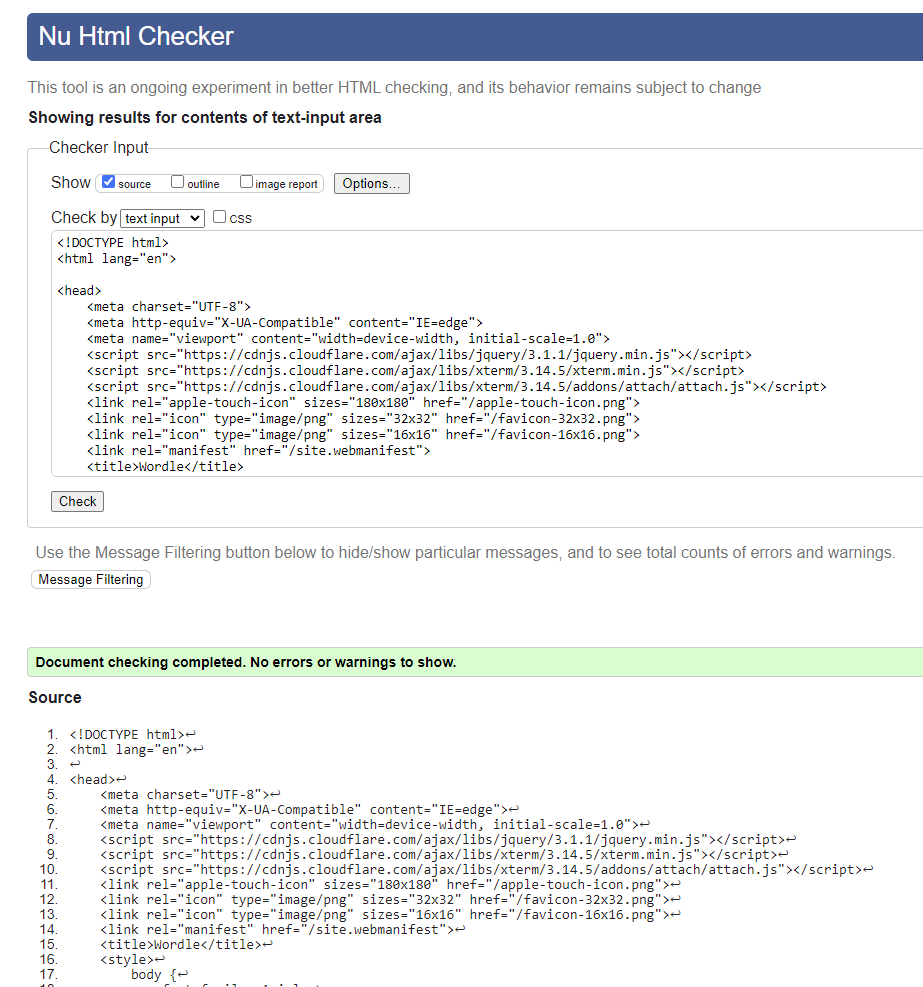 Nu Html Checker
This tool is an ongoing experiment in better HTML checking, and its behavior remains subject to change
Showing results for contents of text-input area
Checker Input
Show source outline image report Options...
Check by text input css
<!DOCTYPE html>
<html lang="en">
<head>
    <meta charset="UTF-8">
    <meta http-equiv="X-UA-Compatible" content="IE=edge">
    <meta name="viewport" content="width=device-width, initial-scale=1.0">
    <script src="https://cdnjs.cloudflare.com/ajax/libs/jquery/3.1.1/jquery.min.js"></script>
    <script src="https://cdnjs.cloudflare.com/ajax/libs/xterm/3.14.5/xterm.min.js"></script>
    <script src="https://cdnjs.cloudflare.com/ajax/libs/xterm/3.14.5/addons/attach/attach.js"></script>
    <link rel="apple-touch-icon" sizes="180x180" href="/apple-touch-icon.png">
    <link rel="icon" type="image/png" sizes="32x32" href="/favicon-32x32.png">
    <link rel="icon" type="image/png" sizes="16x16" href="/favicon-16x16.png">
    <link rel="manifest" href="/site.webmanifest">
    <title>Wordle</title>
Check
Use the Message Filtering button below to hide/show particular messages, and to see total counts of errors and warnings.
Message Filtering
Document checking completed. No errors or warnings to show.
Source
1. <!DOCTYPE html>↩
2. <html lang="en">↩
3. ↩
4. <head>↩
5.     <meta charset="UTF-8">↩
6.     <meta http-equiv="X-UA-Compatible" content="IE=edge">↩
7.     <meta name="viewport" content="width=device-width, initial-scale=1.0">↩
8.     <script src="https://cdnjs.cloudflare.com/ajax/libs/jquery/3.1.1/jquery.min.js"></script>↩
9.     <script src="https://cdnjs.cloudflare.com/ajax/libs/xterm/3.14.5/xterm.min.js"></script>↩
10.     <script src="https://cdnjs.cloudflare.com/ajax/libs/xterm/3.14.5/addons/attach/attach.js"></script>↩
11.     <link rel="apple-touch-icon" sizes="180x180" href="/apple-touch-icon.png">↩
12.     <link rel="icon" type="image/png" sizes="32x32" href="/favicon-32x32.png">↩
13.     <link rel="icon" type="image/png" sizes="16x16" href="/favicon-16x16.png">↩
14.     <link rel="manifest" href="/site.webmanifest">↩
15.     <title>Wordle</title>↩
16.     <style>↩
17.         body {↩